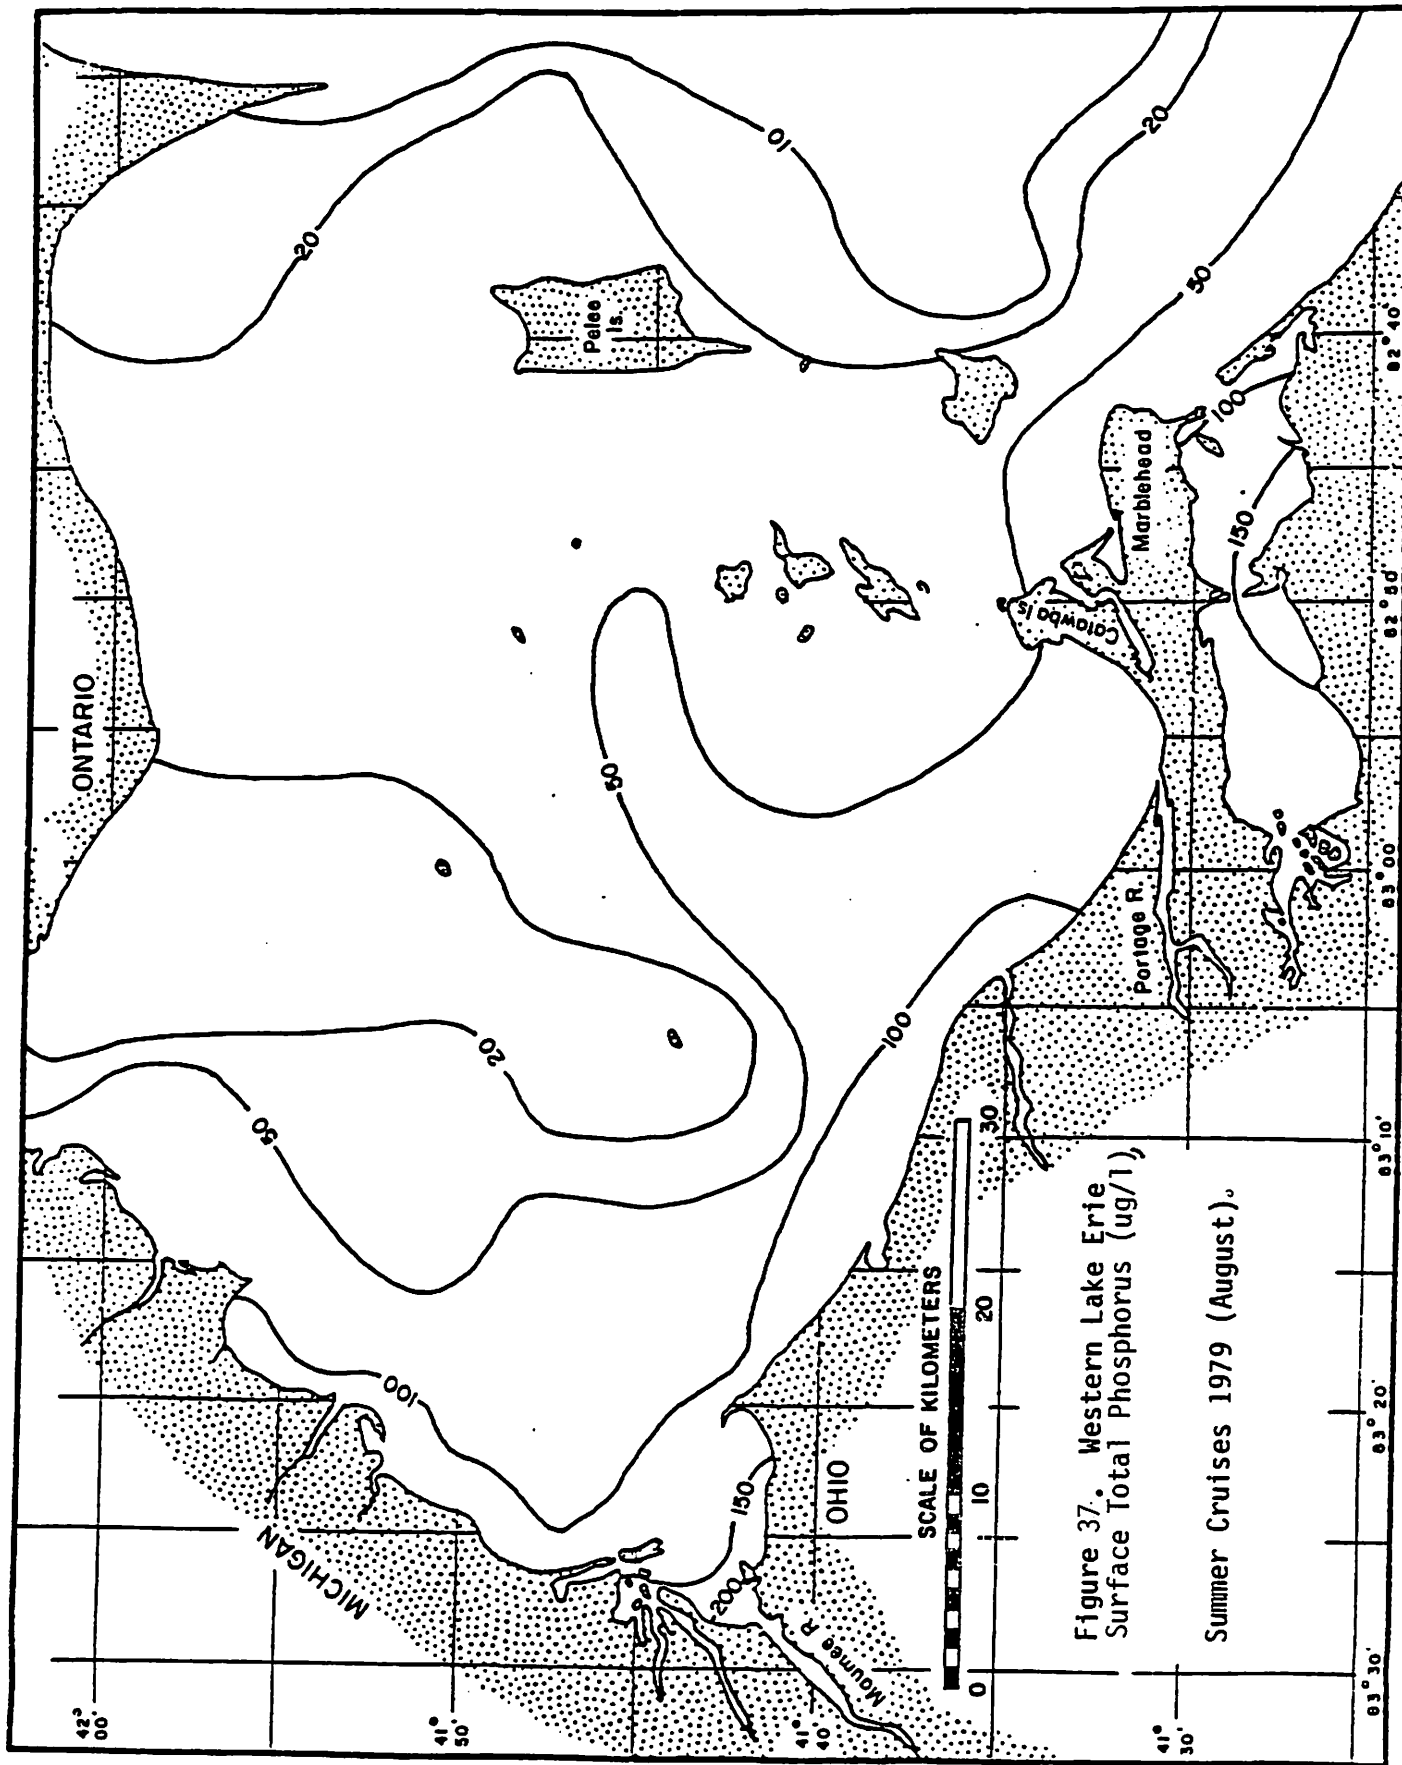 ONTARIO
MICHIGAN
OHIO
Pelee
Is.
Catawba Is.
Marblehead
Portage R.
Maumee R
10
20
20
50
50
50
20
100
100
100
150
150
200
SCALE OF KILOMETERS
0 10 20 30
Figure 37. Western Lake Erie
Surface Total Phosphorus (ug/l),
Summer Cruises 1979 (August).
42°
00'
41°
50'
41°
40'
41°
30'
83° 30'
83° 20'
83° 10'
83° 00'
82° 50'
82° 40'